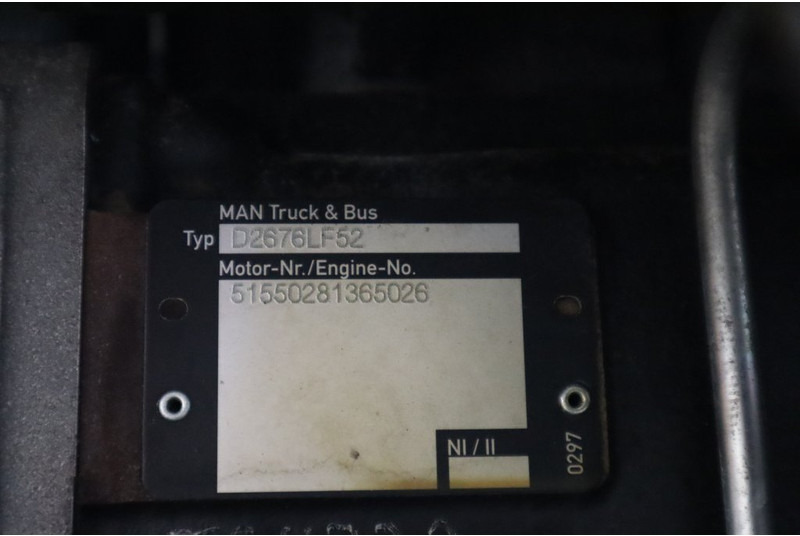 MAN Truck & Bus
Typ D2676LF52
Motor-Nr./Engine-No.
51550281365026
NI / II
0297